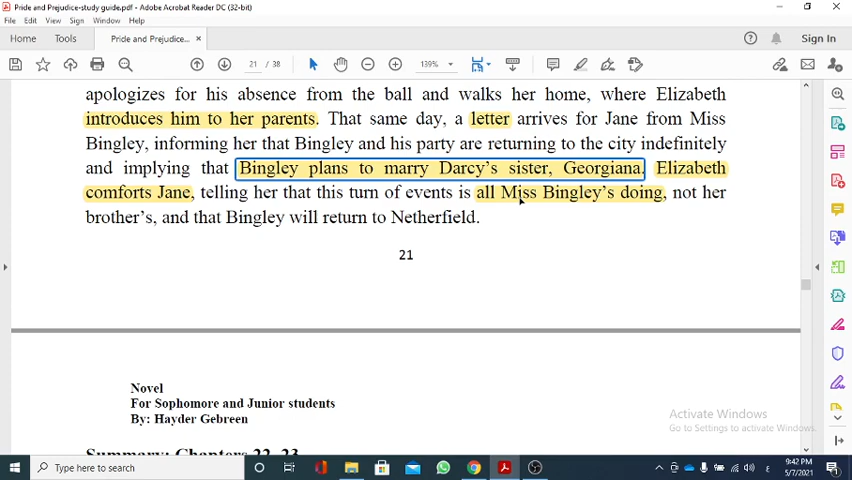 Pride and Prejudice-study guide.pdf - Adobe Acrobat Reader DC (32-bit)
File Edit View Sign Window Help
Home Tools Pride and Prejudice... × Sign In
21 / 38 139%
apologizes for his absence from the ball and walks her home, where Elizabeth
introduces him to her parents. That same day, a letter arrives for Jane from Miss
Bingley, informing her that Bingley and his party are returning to the city indefinitely
and implying that Bingley plans to marry Darcy’s sister, Georgiana. Elizabeth
comforts Jane, telling her that this turn of events is all Miss Bingley’s doing, not her
brother’s, and that Bingley will return to Netherfield.
21
Novel
For Sophomore and Junior students
By: Hayder Gebreen
Summary: Chapters 22, 23
Activate Windows
Go to Settings to activate Windows.
Type here to search
9:42 PM
5/7/2021